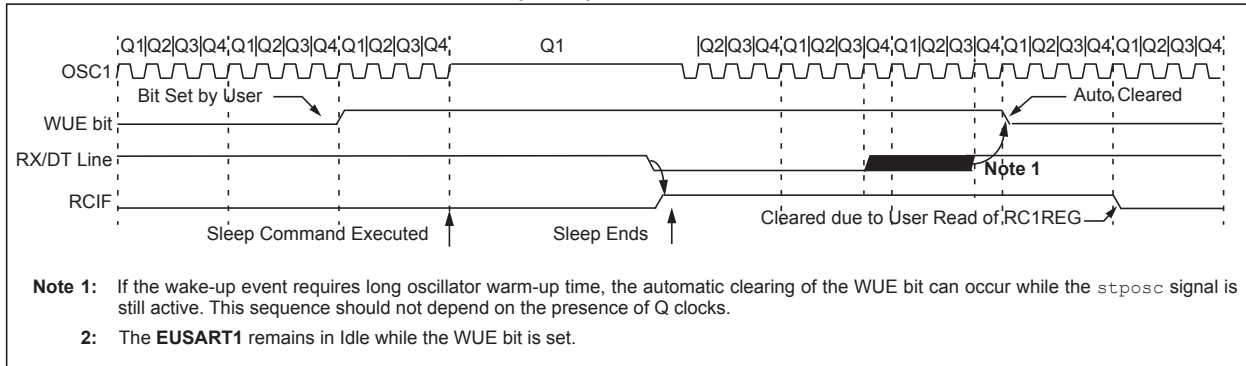 Q1|Q2|Q3|Q4 Q1|Q2|Q3|Q4 Q1|Q2|Q3|Q4 Q1 |Q2|Q3|Q4 Q1|Q2|Q3|Q4 Q1|Q2|Q3|Q4 Q1|Q2|Q3|Q4 Q1|Q2|Q3|Q4
OSC1
Bit Set by User Auto Cleared
WUE bit
RX/DT Line
Note 1
RCIF
Cleared due to User Read of RC1REG
Sleep Command Executed Sleep Ends
Note 1: If the wake-up event requires long oscillator warm-up time, the automatic clearing of the WUE bit can occur while the stposc signal is
still active. This sequence should not depend on the presence of Q clocks.
2: The EUSART1 remains in Idle while the WUE bit is set.